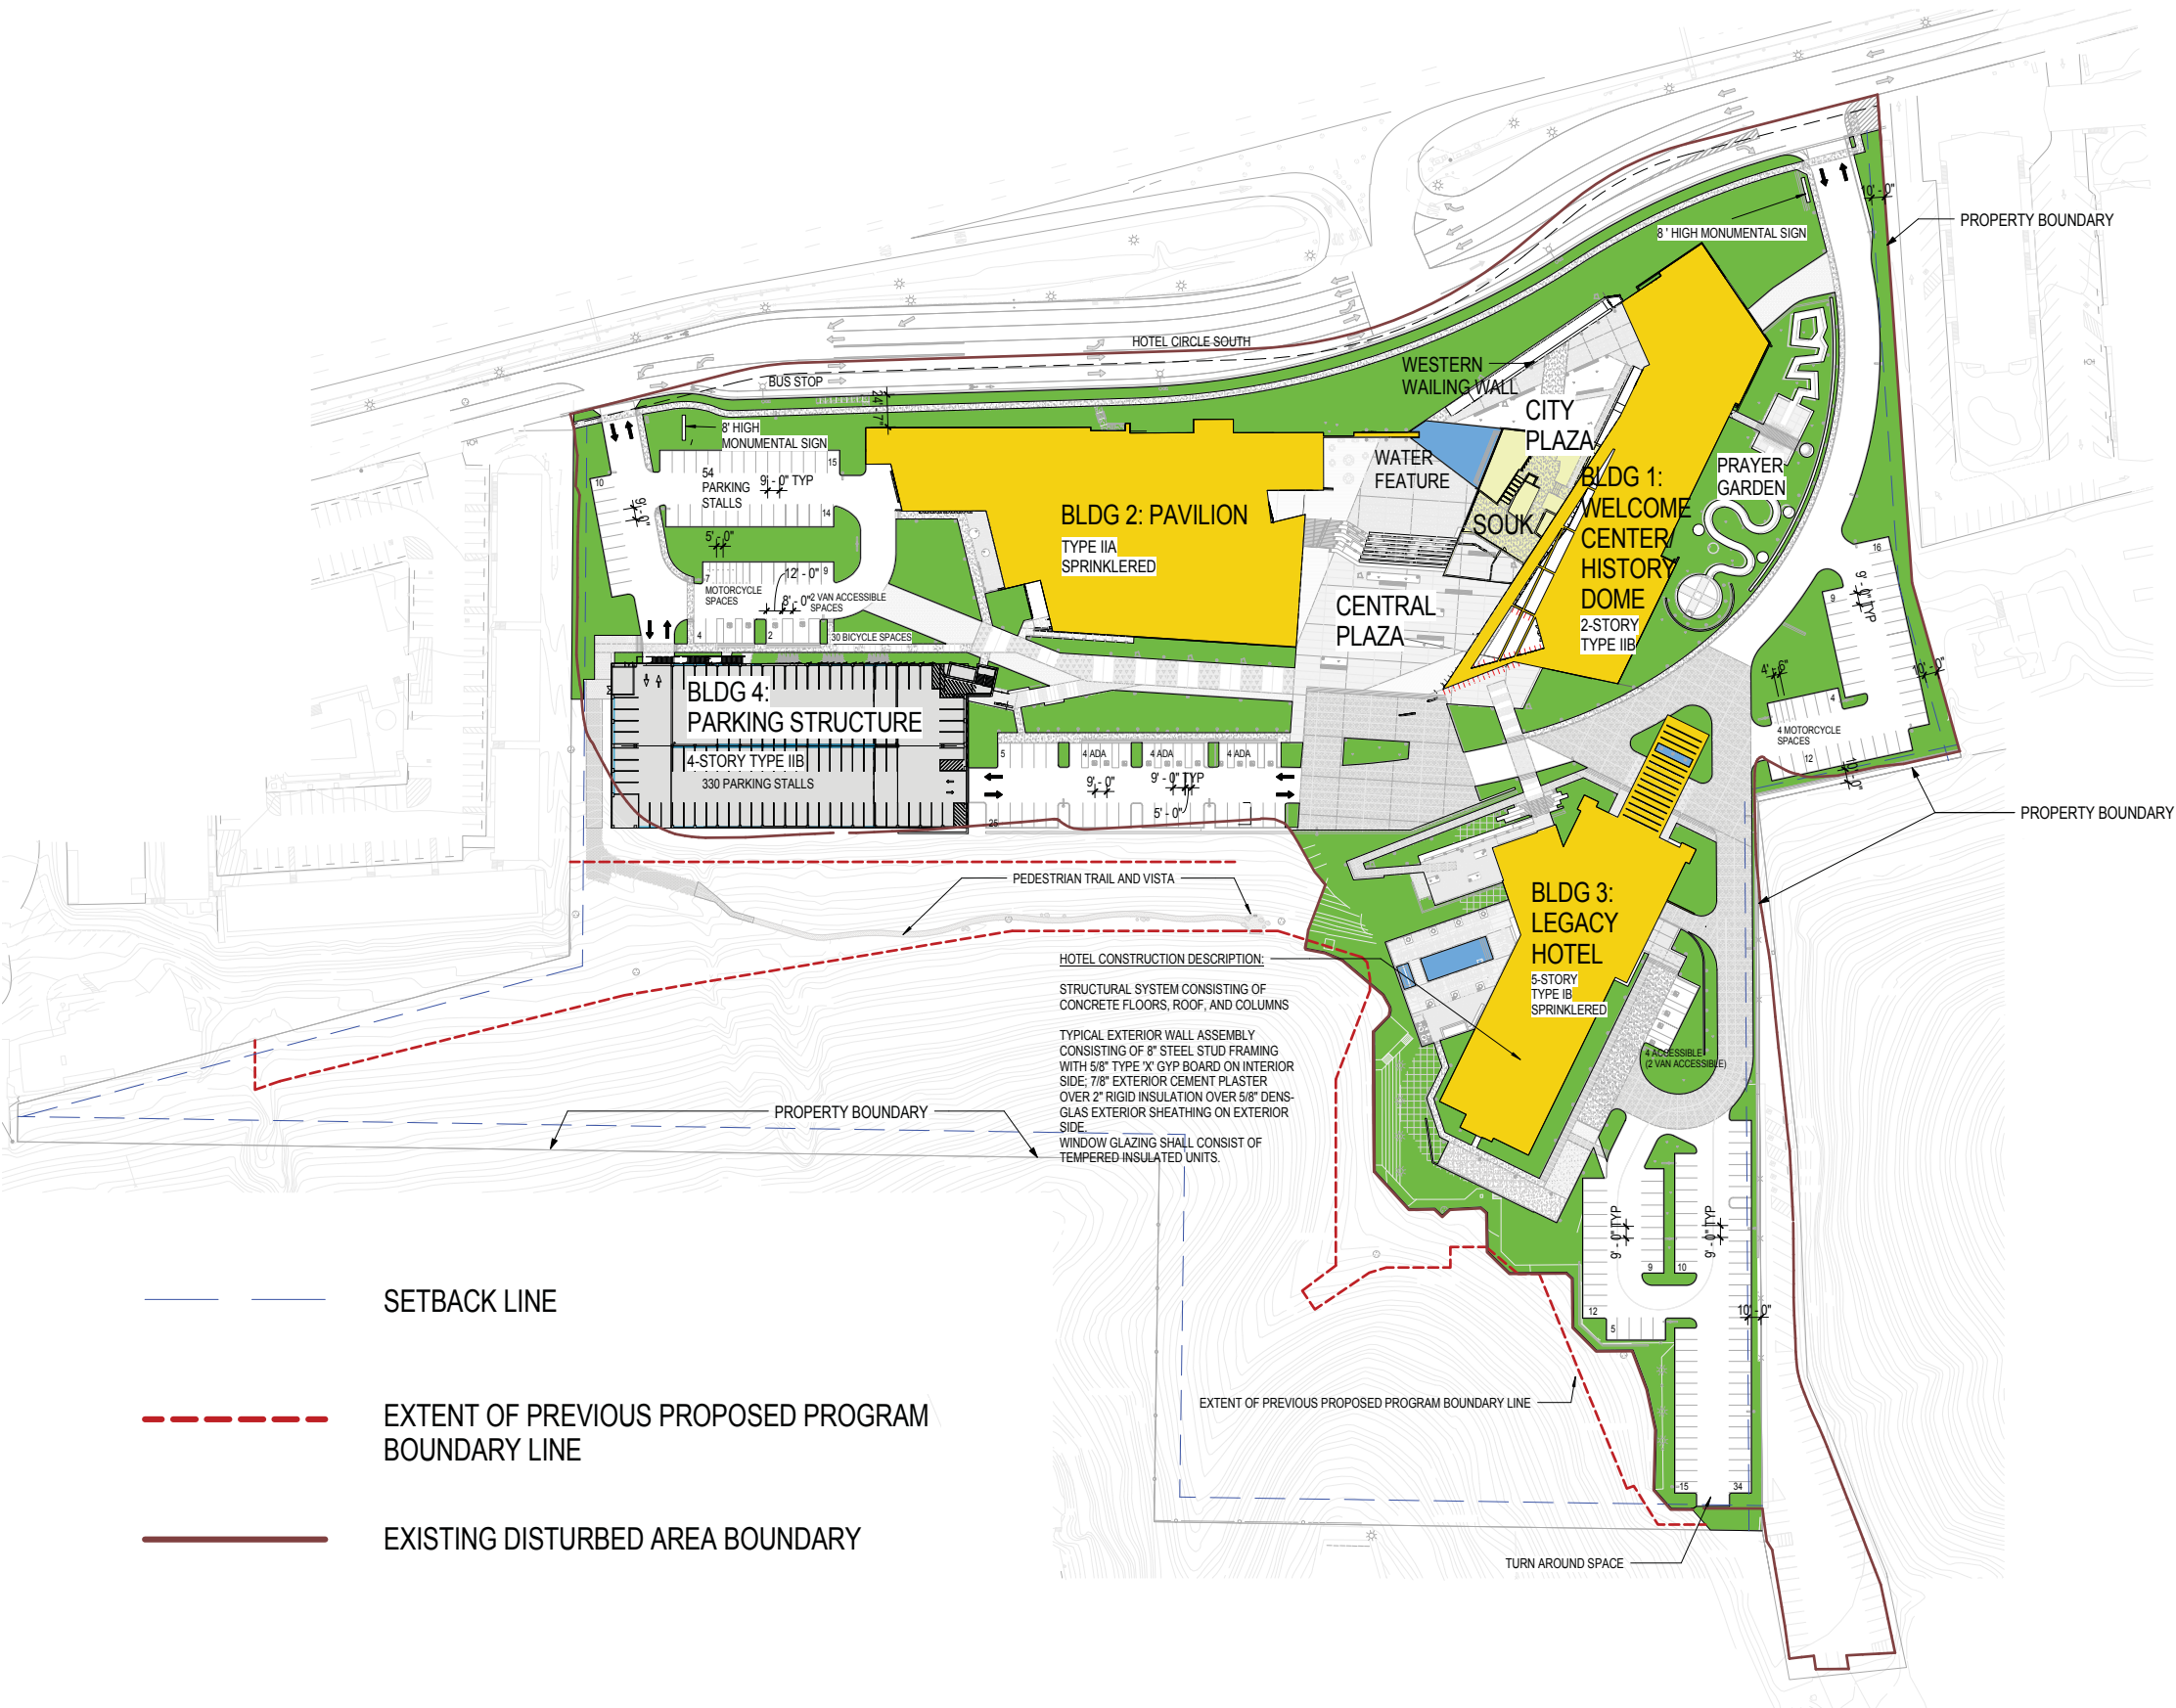 PROPERTY BOUNDARY
10' - 0"
8 ' HIGH MONUMENTAL SIGN
HOTEL CIRCLE SOUTH
BUS STOP
24' - 7"
WESTERN
WAILING WALL
CITY
PLAZA
WATER
FEATURE
SOUK
BLDG 1:
WELCOME
CENTER/
HISTORY
DOME
2-STORY
TYPE IIB
PRAYER
GARDEN
8' HIGH
MONUMENTAL SIGN
54
PARKING
STALLS
9' - 0" TYP
15
10
9' - 0"
14
5' - 0"
7
MOTORCYCLE
SPACES
12' - 0"
9
8' - 0"
2 VAN ACCESSIBLE
SPACES
4
2
30 BICYCLE SPACES
BLDG 2: PAVILION
TYPE IIA
SPRINKLERED
CENTRAL
PLAZA
16
9' - 0" TYP
9
4' - 6"
10' - 0"
4
4 MOTORCYCLE
SPACES
12
10' - 0"
PROPERTY BOUNDARY
BLDG 4:
PARKING STRUCTURE
4-STORY TYPE IIB
330 PARKING STALLS
5
4 ADA
4 ADA
4 ADA
9' - 0"
9' - 0" TYP
5' - 0"
25
PEDESTRIAN TRAIL AND VISTA
BLDG 3:
LEGACY
HOTEL
5-STORY
TYPE IB
SPRINKLERED
4 ACCESSIBLE
(2 VAN ACCESSIBLE)
HOTEL CONSTRUCTION DESCRIPTION:
STRUCTURAL SYSTEM CONSISTING OF
CONCRETE FLOORS, ROOF, AND COLUMNS
TYPICAL EXTERIOR WALL ASSEMBLY
CONSISTING OF 8" STEEL STUD FRAMING
WITH 5/8" TYPE 'X' GYP BOARD ON INTERIOR
SIDE; 7/8" EXTERIOR CEMENT PLASTER
OVER 2" RIGID INSULATION OVER 5/8" DENS-
GLAS EXTERIOR SHEATHING ON EXTERIOR
SIDE.
WINDOW GLAZING SHALL CONSIST OF
TEMPERED INSULATED UNITS.
PROPERTY BOUNDARY
9' - 0" TYP
9' - 0" TYP
9
10
12
5
10' - 0"
EXTENT OF PREVIOUS PROPOSED PROGRAM BOUNDARY LINE
15
34
TURN AROUND SPACE
SETBACK LINE
EXTENT OF PREVIOUS PROPOSED PROGRAM
BOUNDARY LINE
EXISTING DISTURBED AREA BOUNDARY